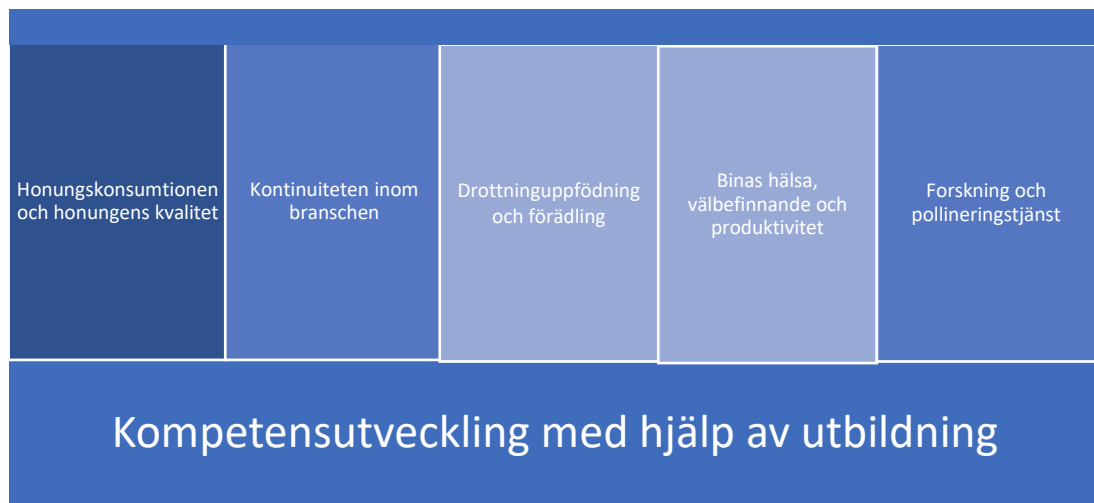 Honungskonsumtionen
och honungens kvalitet
Kontinuiteten inom
branschen
Drottninguppfödning
och förädling
Binas hälsa,
välbefinnande och
produktivitet
Forskning och
pollineringstjänst
Kompetensutveckling med hjälp av utbildning